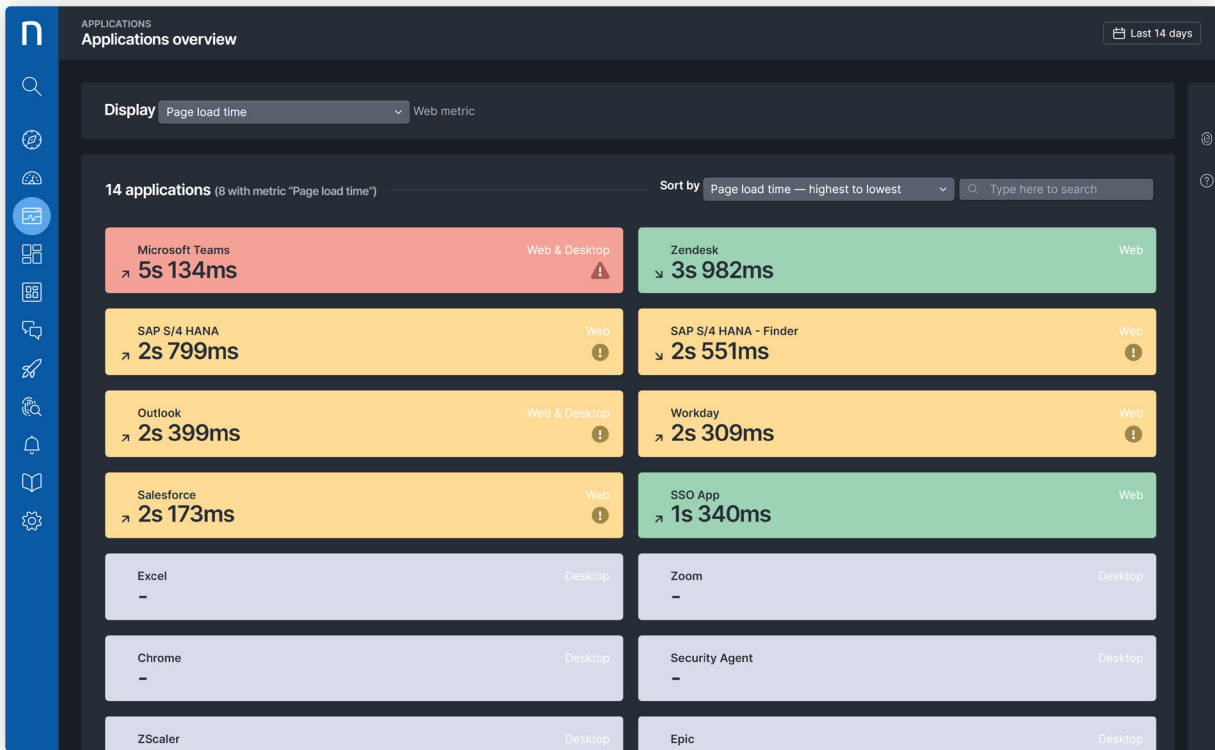 n
APPLICATIONS
Applications overview
Last 14 days
Display Page load time Web metric
14 applications (8 with metric “Page load time”)
Sort by Page load time — highest to lowest
Type here to search
Microsoft Teams Web & Desktop
5s 134ms
Zendesk Web
3s 982ms
SAP S/4 HANA Web
2s 799ms
SAP S/4 HANA - Finder Web
2s 551ms
Outlook Web & Desktop
2s 399ms
Workday Web
2s 309ms
Salesforce Web
2s 173ms
SSO App Web
1s 340ms
Excel Desktop
–
Zoom Desktop
–
Chrome Desktop
–
Security Agent Desktop
–
ZScaler Desktop
Epic Desktop